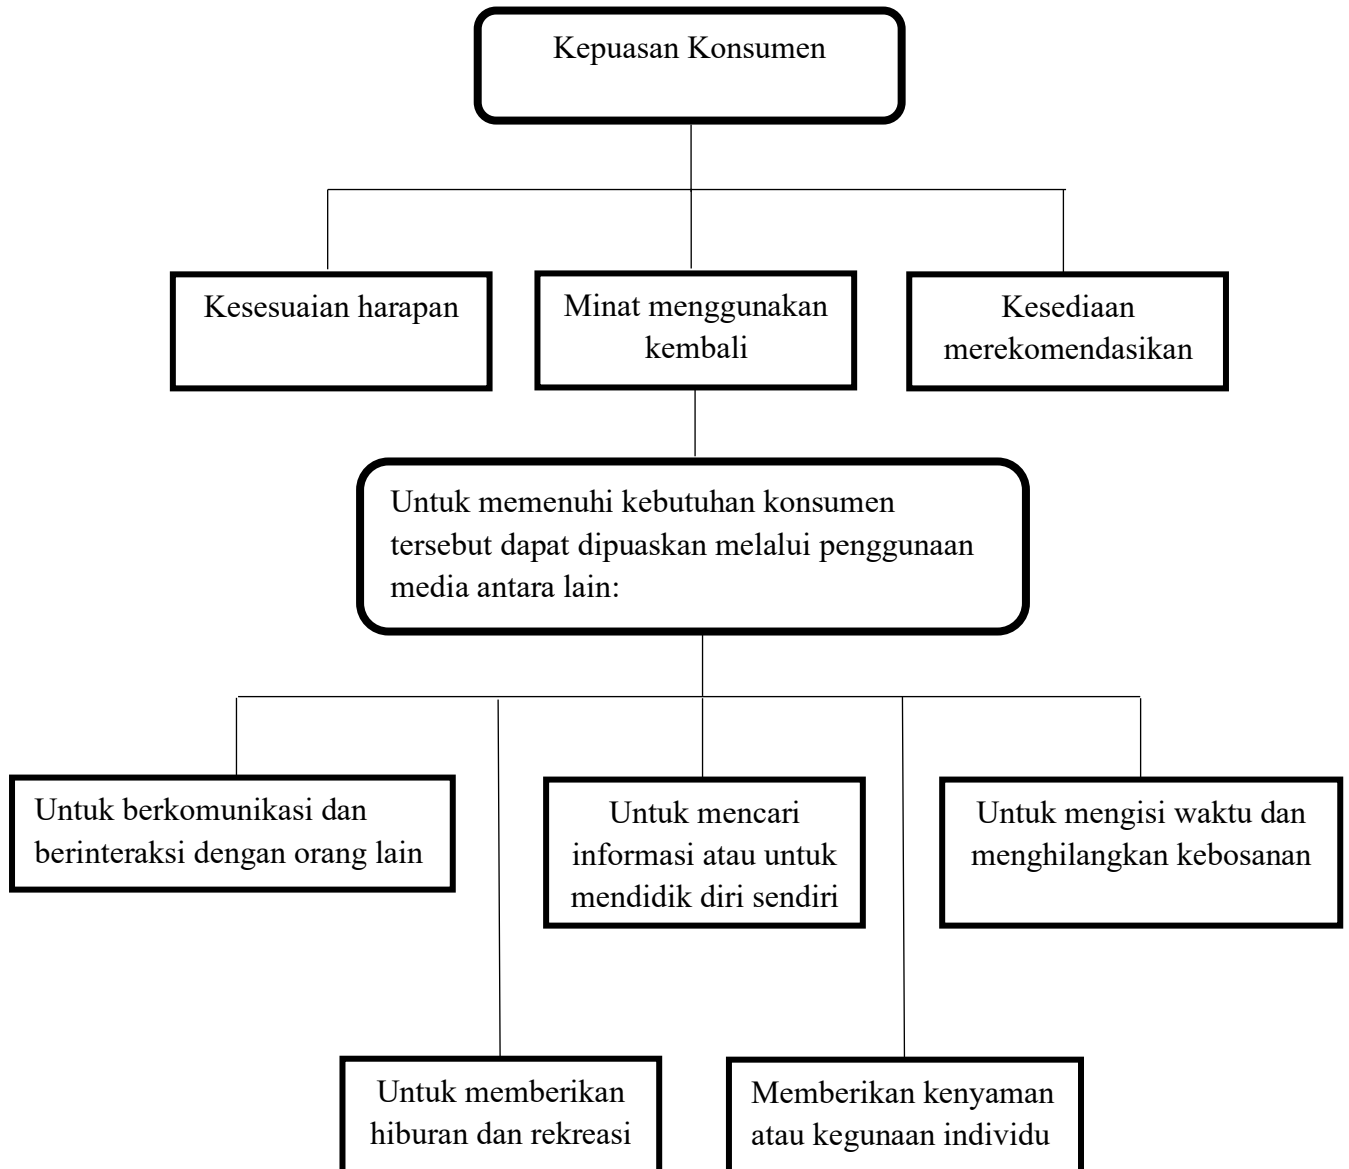 Kepuasan Konsumen
Kesesuaian harapan
Minat menggunakan
kembali
Kesediaan
merekomendasikan
Untuk memenuhi kebutuhan konsumen
tersebut dapat dipuaskan melalui penggunaan
media antara lain:
Untuk berkomunikasi dan
berinteraksi dengan orang lain
Untuk mencari
informasi atau untuk
mendidik diri sendiri
Untuk mengisi waktu dan
menghilangkan kebosanan
Untuk memberikan
hiburan dan rekreasi
Memberikan kenyaman
atau kegunaan individu